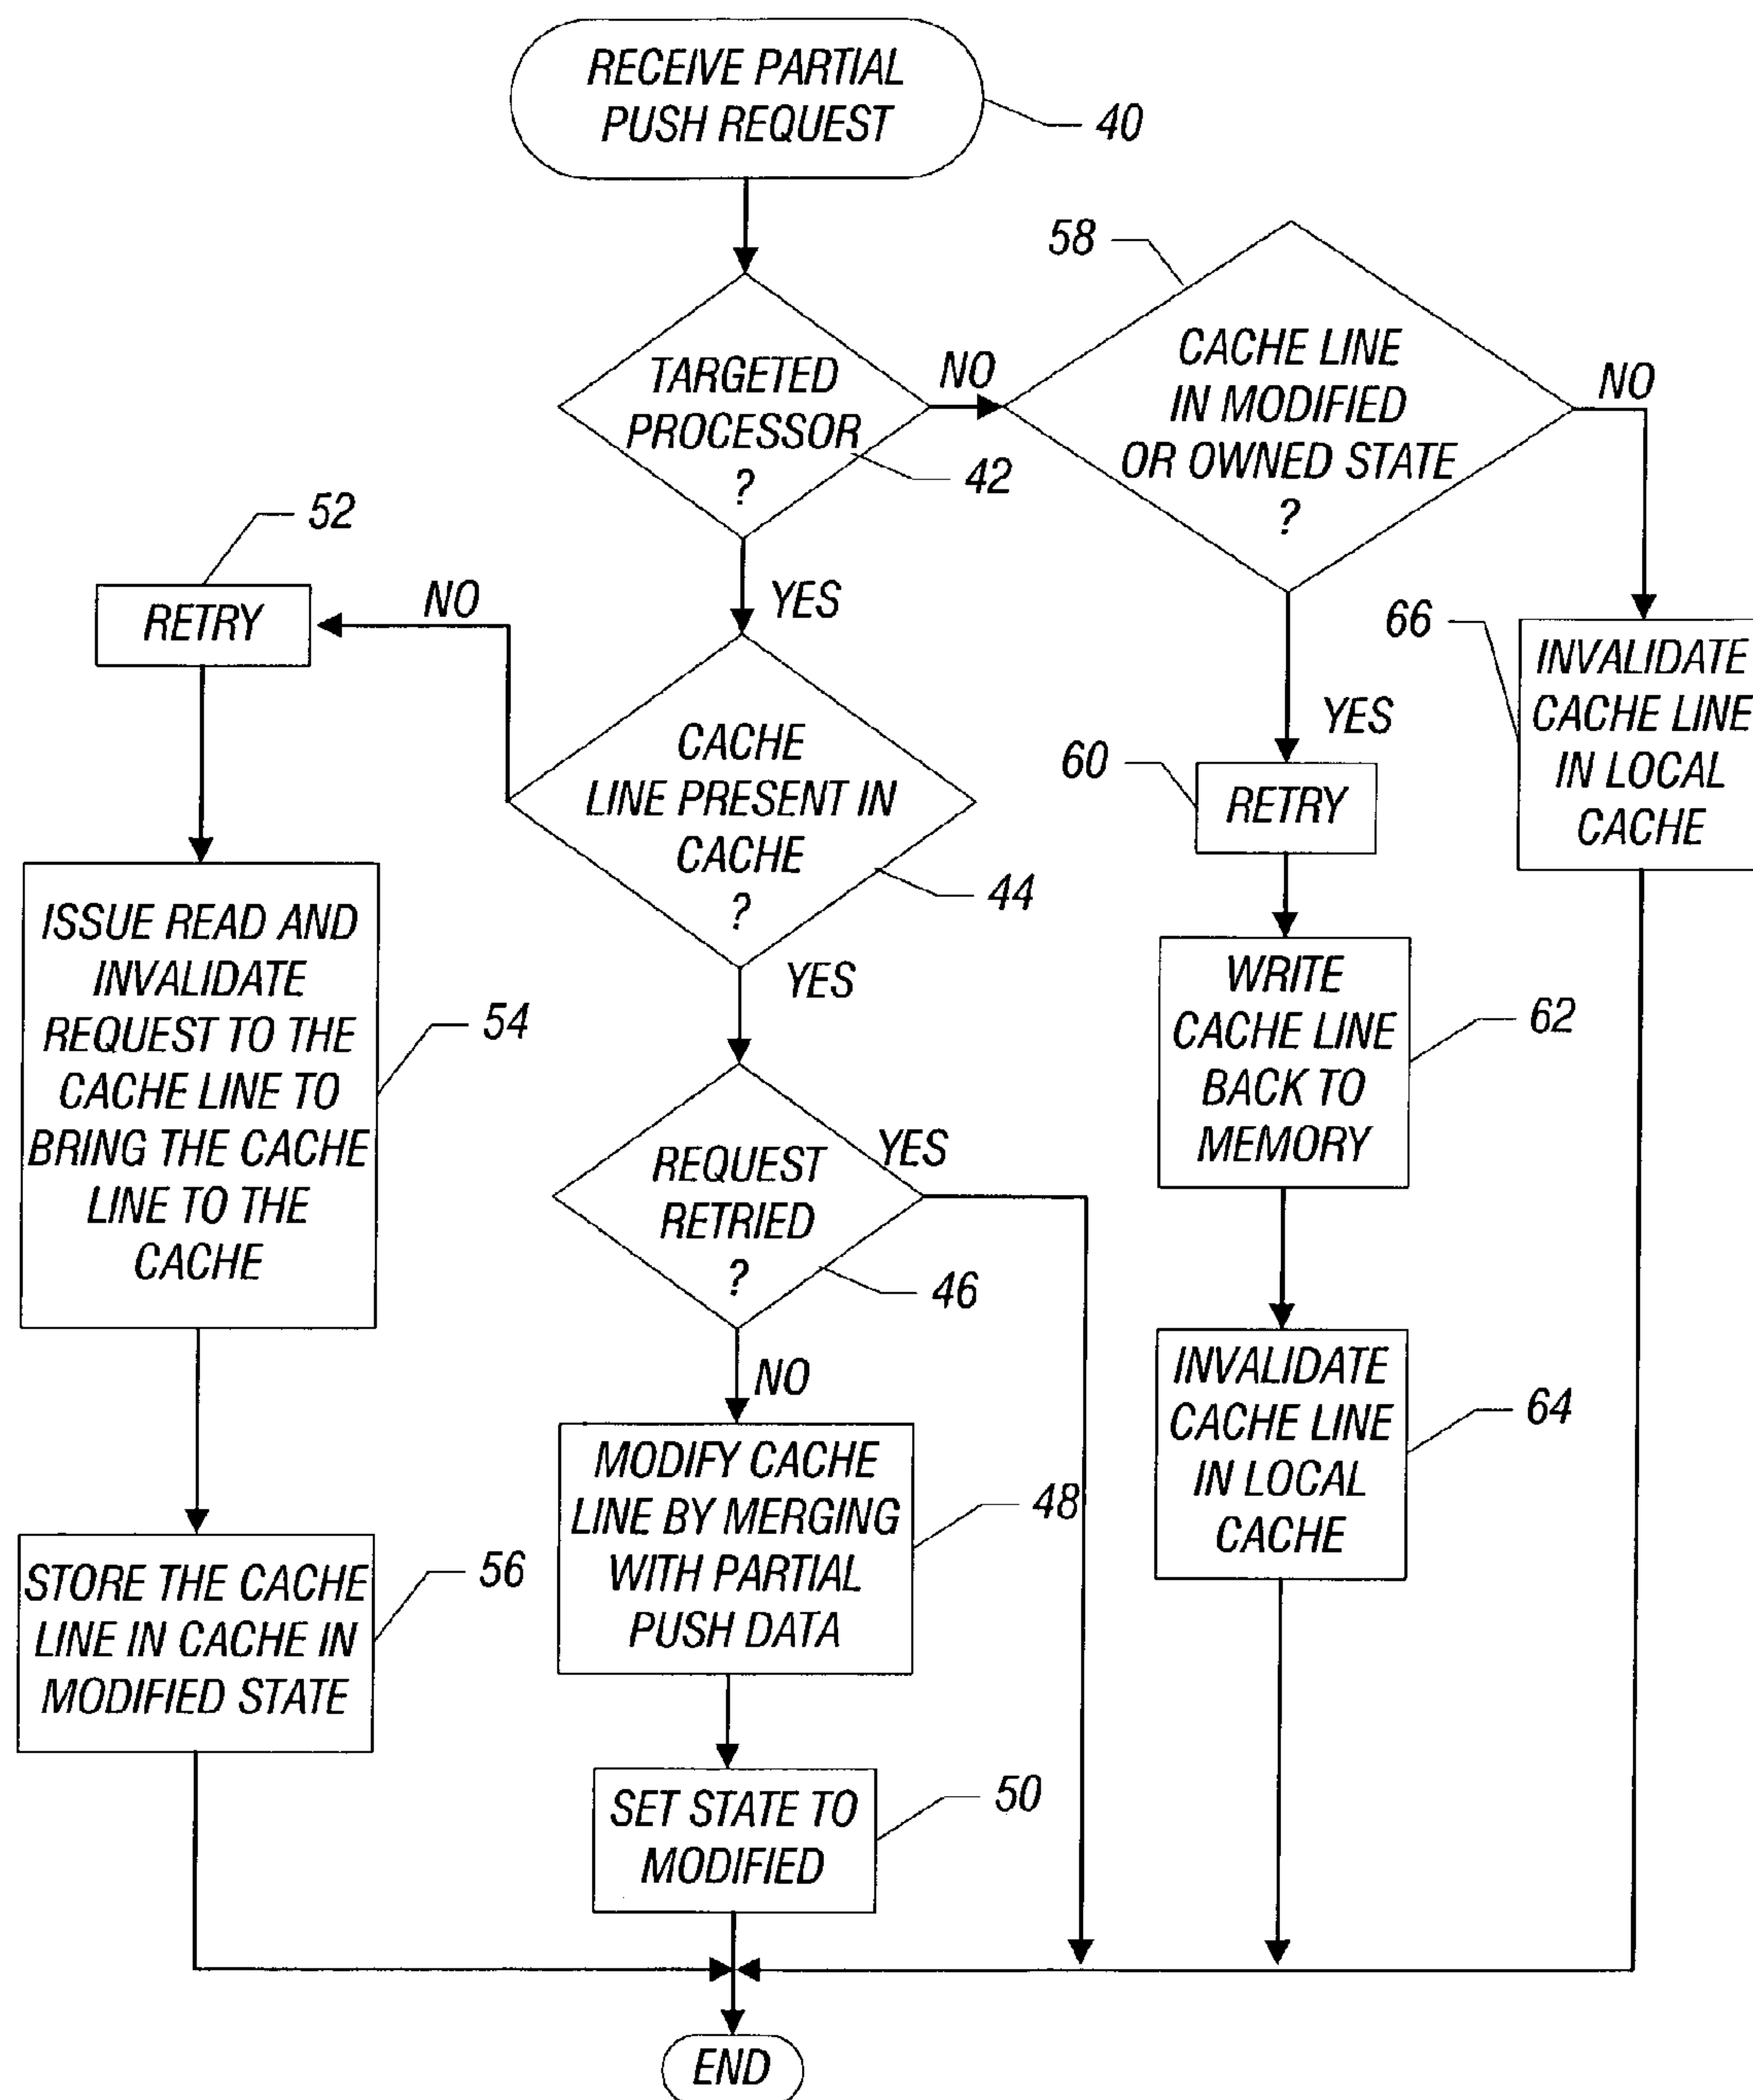 RECEIVE PARTIAL
PUSH REQUEST
40
TARGETED
PROCESSOR
?
42
NO
YES
58
CACHE LINE
IN MODIFIED
OR OWNED STATE
?
NO
YES
52
RETRY
NO
CACHE
LINE PRESENT IN
CACHE
?
44
YES
66
INVALIDATE
CACHE LINE
IN LOCAL
CACHE
60
RETRY
ISSUE READ AND
INVALIDATE
REQUEST TO THE
CACHE LINE TO
BRING THE CACHE
LINE TO THE
CACHE
54
WRITE
CACHE LINE
BACK TO
MEMORY
62
REQUEST
RETRIED
?
46
YES
NO
INVALIDATE
CACHE LINE
IN LOCAL
CACHE
64
MODIFY CACHE
LINE BY MERGING
WITH PARTIAL
PUSH DATA
48
STORE THE CACHE
LINE IN CACHE IN
MODIFIED STATE
56
SET STATE TO
MODIFIED
50
END